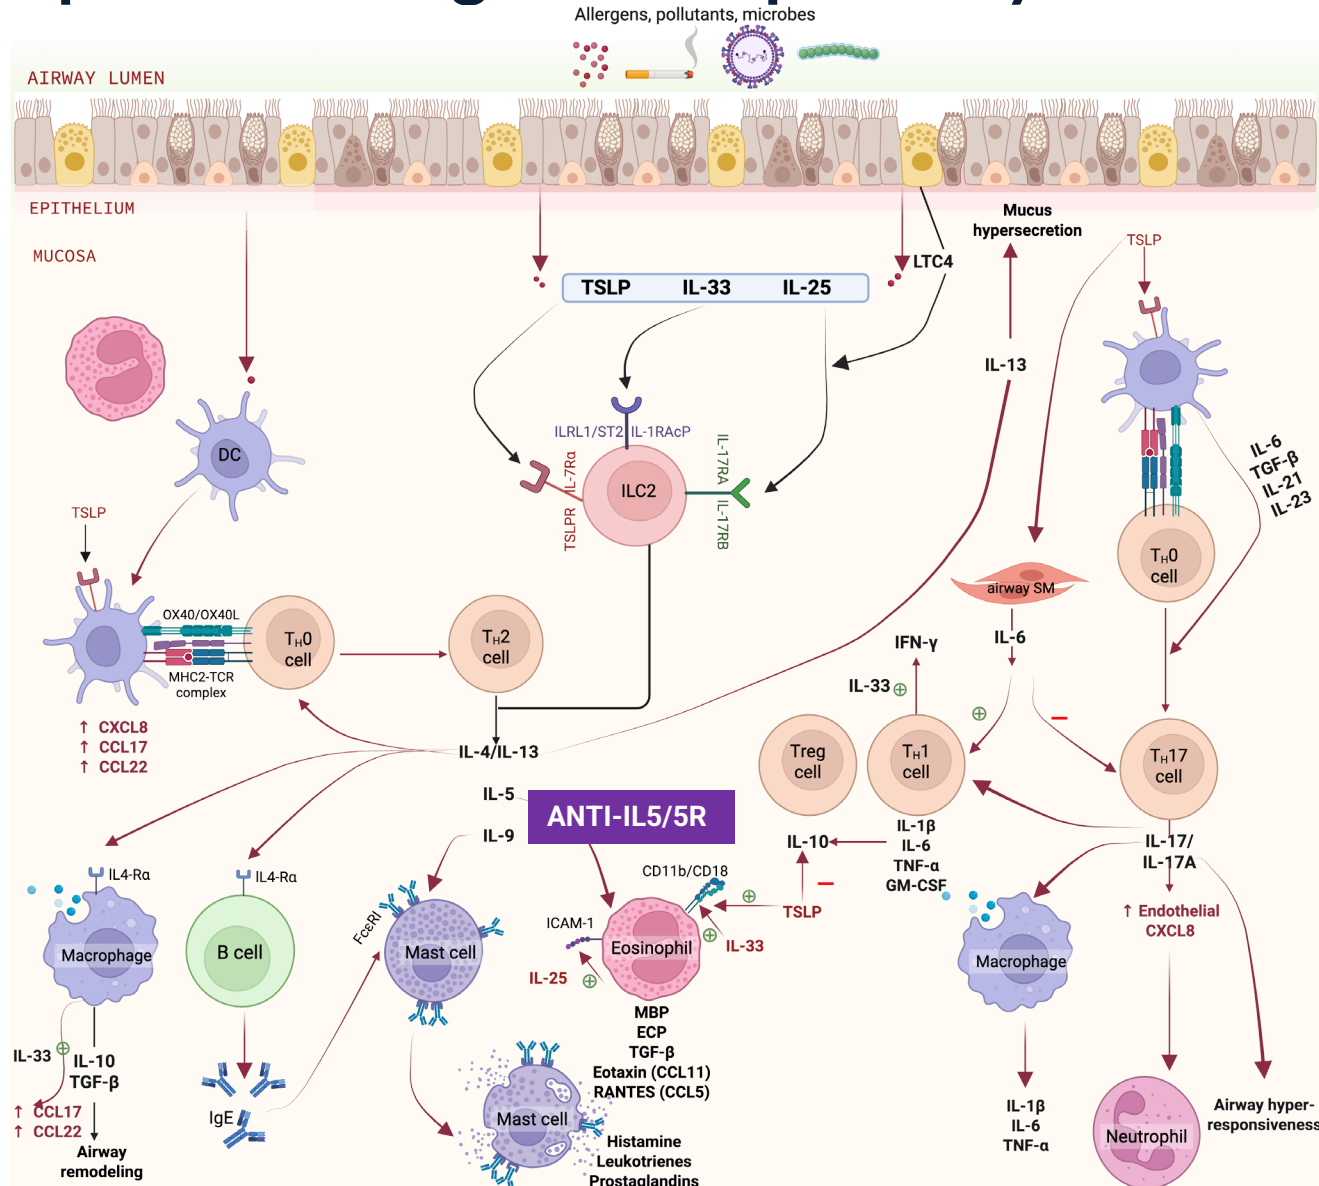 Allergens, pollutants, microbes
AIRWAY LUMEN
EPITHELIUM
MUCOSA
Mucus
hypersecretion
TSLP
LTC4
TSLP IL-33 IL-25
IL-13
DC
ILRL1/ST2 IL-1RAcP
IL-7Rα
TSLPR
ILC2
IL-17RA
IL-17RB
IL-6
TGF-β
IL-21
IL-23
TSLP
OX40/OX40L
MHC2-TCR
complex
TH0
cell
TH2
cell
TH0
cell
airway SM
IL-6
IFN-γ
IL-33
↑ CXCL8
↑ CCL17
↑ CCL22
IL-4/IL-13
IL-5
IL-9
ANTI-IL5/5R
Treg
cell
TH1
cell
TH17
cell
IL-10
IL-1β
IL-6
TNF-α
GM-CSF
IL-17/
IL-17A
IL4-Rα
IL4-Rα
FcεRI
CD11b/CD18
ICAM-1
TSLP
IL-33
IL-25
↑ Endothelial
CXCL8
Macrophage
B cell
Mast cell
Eosinophil
Macrophage
MBP
ECP
TGF-β
Eotaxin (CCL11)
RANTES (CCL5)
IL-33
IL-10
TGF-β
↑ CCL17
↑ CCL22
Airway
remodeling
IgE
Mast cell
Histamine
Leukotrienes
Prostaglandins
IL-1β
IL-6
TNF-α
Neutrophil
Airway hyper-
responsiveness